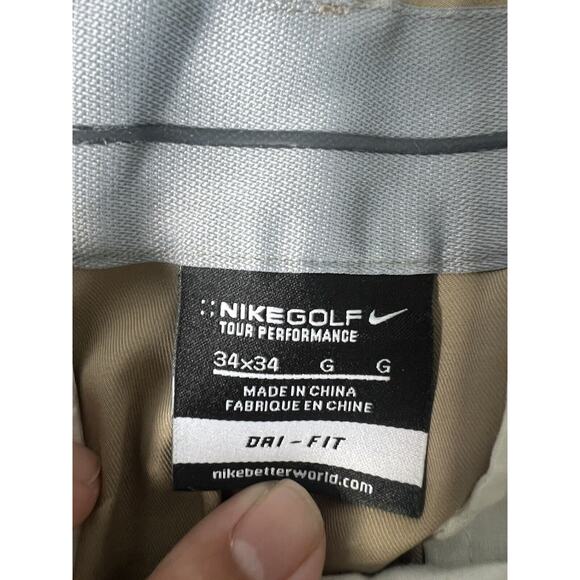 NIKEGOLF
TOUR PERFORMANCE
34x34 G G
MADE IN CHINA
FABRIQUE EN CHINE
DRI-FIT
nikebetterworld.com